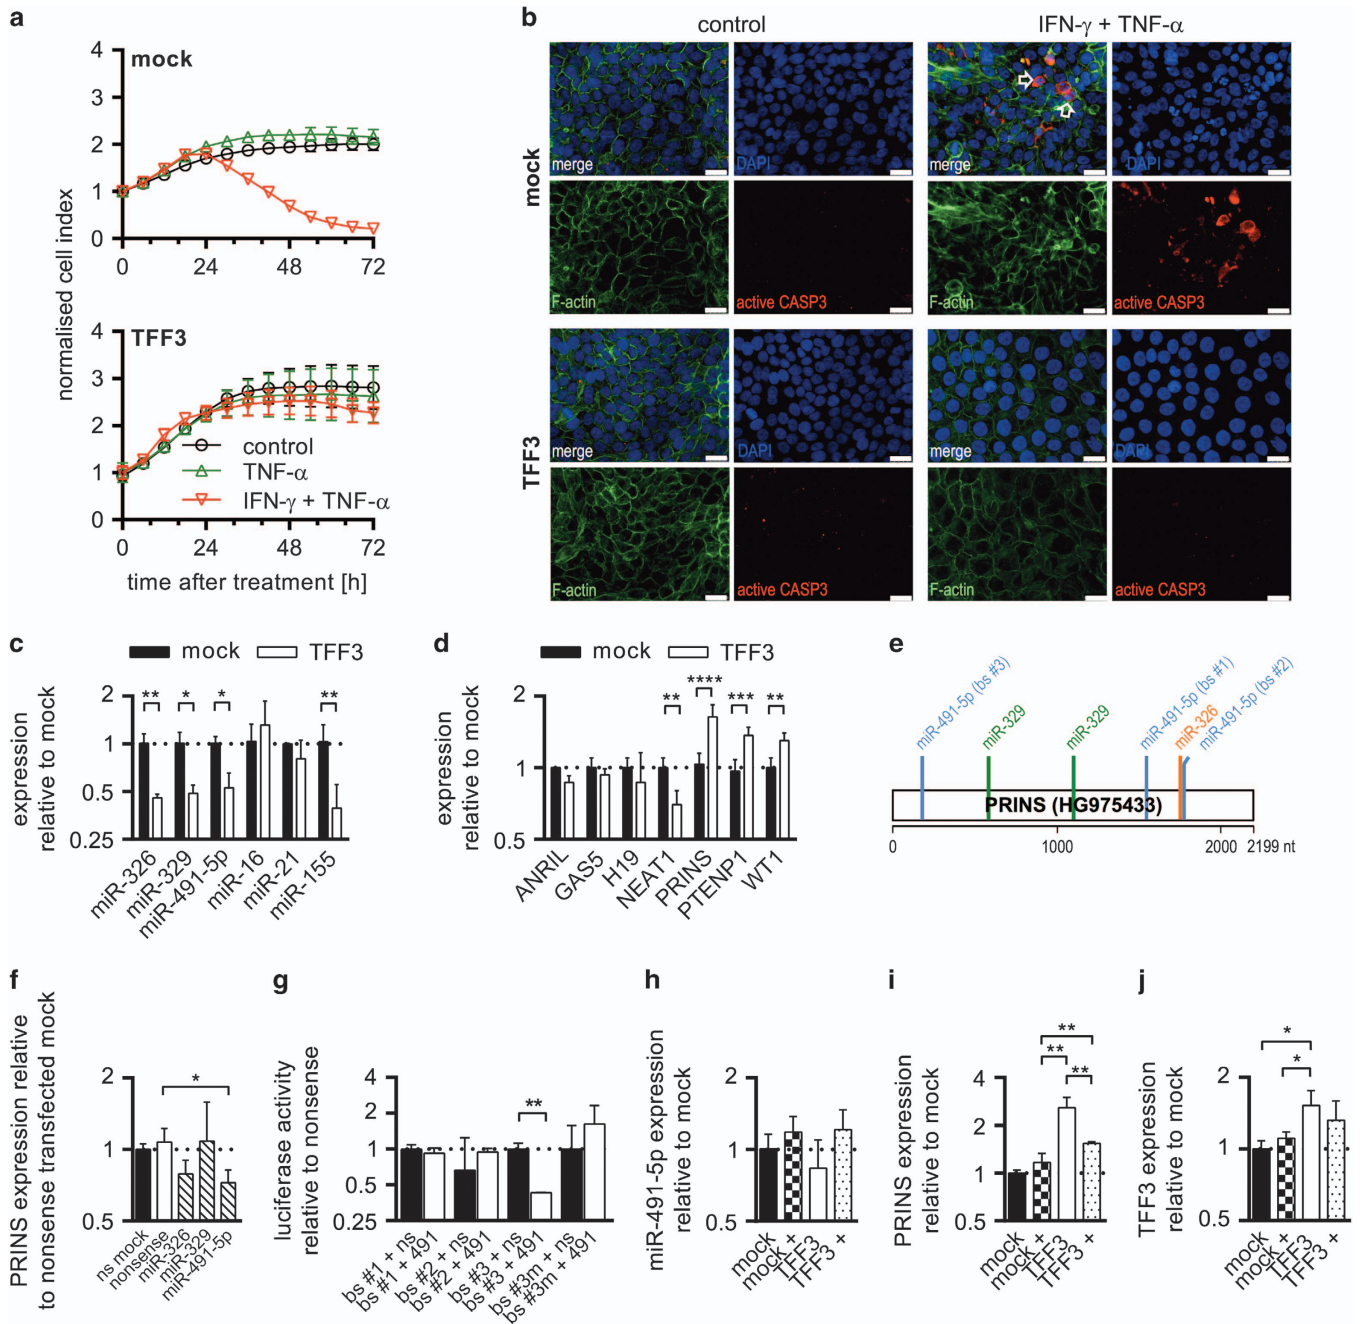 a
4
mock
3
2
1
0
0 24 48 72
normalised cell index
4
TFF3
3
2
1
0
control
TNF-α
IFN-γ + TNF-α
0 24 48 72
time after treatment [h]
b
control
IFN-γ + TNF-α
mock
merge
DAPI
merge
DAPI
F-actin
active CASP3
F-actin
active CASP3
TFF3
merge
DAPI
merge
DAPI
F-actin
active CASP3
F-actin
active CASP3
c
mock TFF3
expression
relative to mock
2
1
0.5
0.25
** * * **
miR-326
miR-329
miR-491-5p
miR-16
miR-21
miR-155
d
mock TFF3
expression
relative to mock
2
1
0.5
** **** *** **
ANRIL
GAS5
H19
NEAT1
PRINS
PTENP1
WT1
e
miR-491-5p (bs #3)
miR-329
miR-329
miR-491-5p (bs #1)
miR-326
miR-491-5p (bs #2)
PRINS (HG975433)
0 1000 2000 2199 nt
f
PRINS expression relative
to nonsense transfected mock
2
1
0.5
*
ns mock
nonsense
miR-326
miR-329
miR-491-5p
g
luciferase activity
relative to nonsense
4
2
1
0.5
0.25
**
bs #1 + ns
bs #1 + 491
bs #2 + ns
bs #2 + 491
bs #3 + ns
bs #3 + 491
bs #3m + ns
bs #3m + 491
h
miR-491-5p expression
relative to mock
2
1
0.5
mock
mock +
TFF3
TFF3 +
i
PRINS expression
relative to mock
4
2
1
0.5
**
**
**
mock
mock +
TFF3
TFF3 +
j
TFF3 expression
relative to mock
2
1
0.5
*
*
mock
mock +
TFF3
TFF3 +